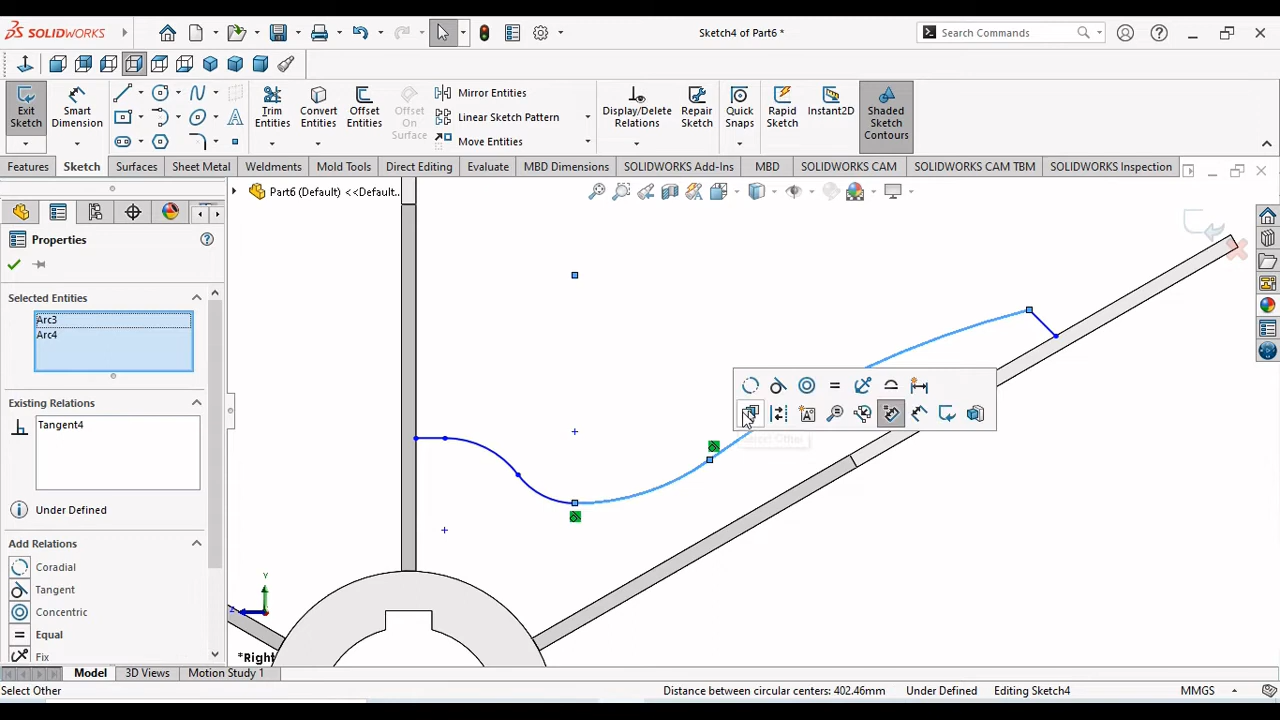 SOLIDWORKS
Sketch4 of Part6 *
Search Commands
Exit Sketch
Smart Dimension
Trim Entities
Convert Entities
Offset Entities
Offset On Surface
Mirror Entities
Linear Sketch Pattern
Move Entities
Display/Delete Relations
Repair Sketch
Quick Snaps
Rapid Sketch
Instant2D
Shaded Sketch Contours
Features
Sketch
Surfaces
Sheet Metal
Weldments
Mold Tools
Direct Editing
Evaluate
MBD Dimensions
SOLIDWORKS Add-Ins
MBD
SOLIDWORKS CAM
SOLIDWORKS CAM TBM
SOLIDWORKS Inspection
Part6 (Default) <<Default...
Properties
Selected Entities
Arc3
Arc4
Existing Relations
Tangent4
Under Defined
Add Relations
Coradial
Tangent
Concentric
Equal
Fix
Select Other
Y
Z
*Right
Model
3D Views
Motion Study 1
Select Other
Distance between circular centers: 402.46mm
Under Defined
Editing Sketch4
MMGS